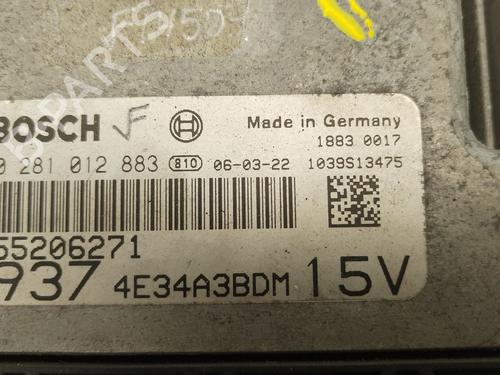 BOSCH
Made in Germany
1883 0017
0 281 012 883 810 06-03-22 1039S13475
55206271
937 4E34A3BDM 15V